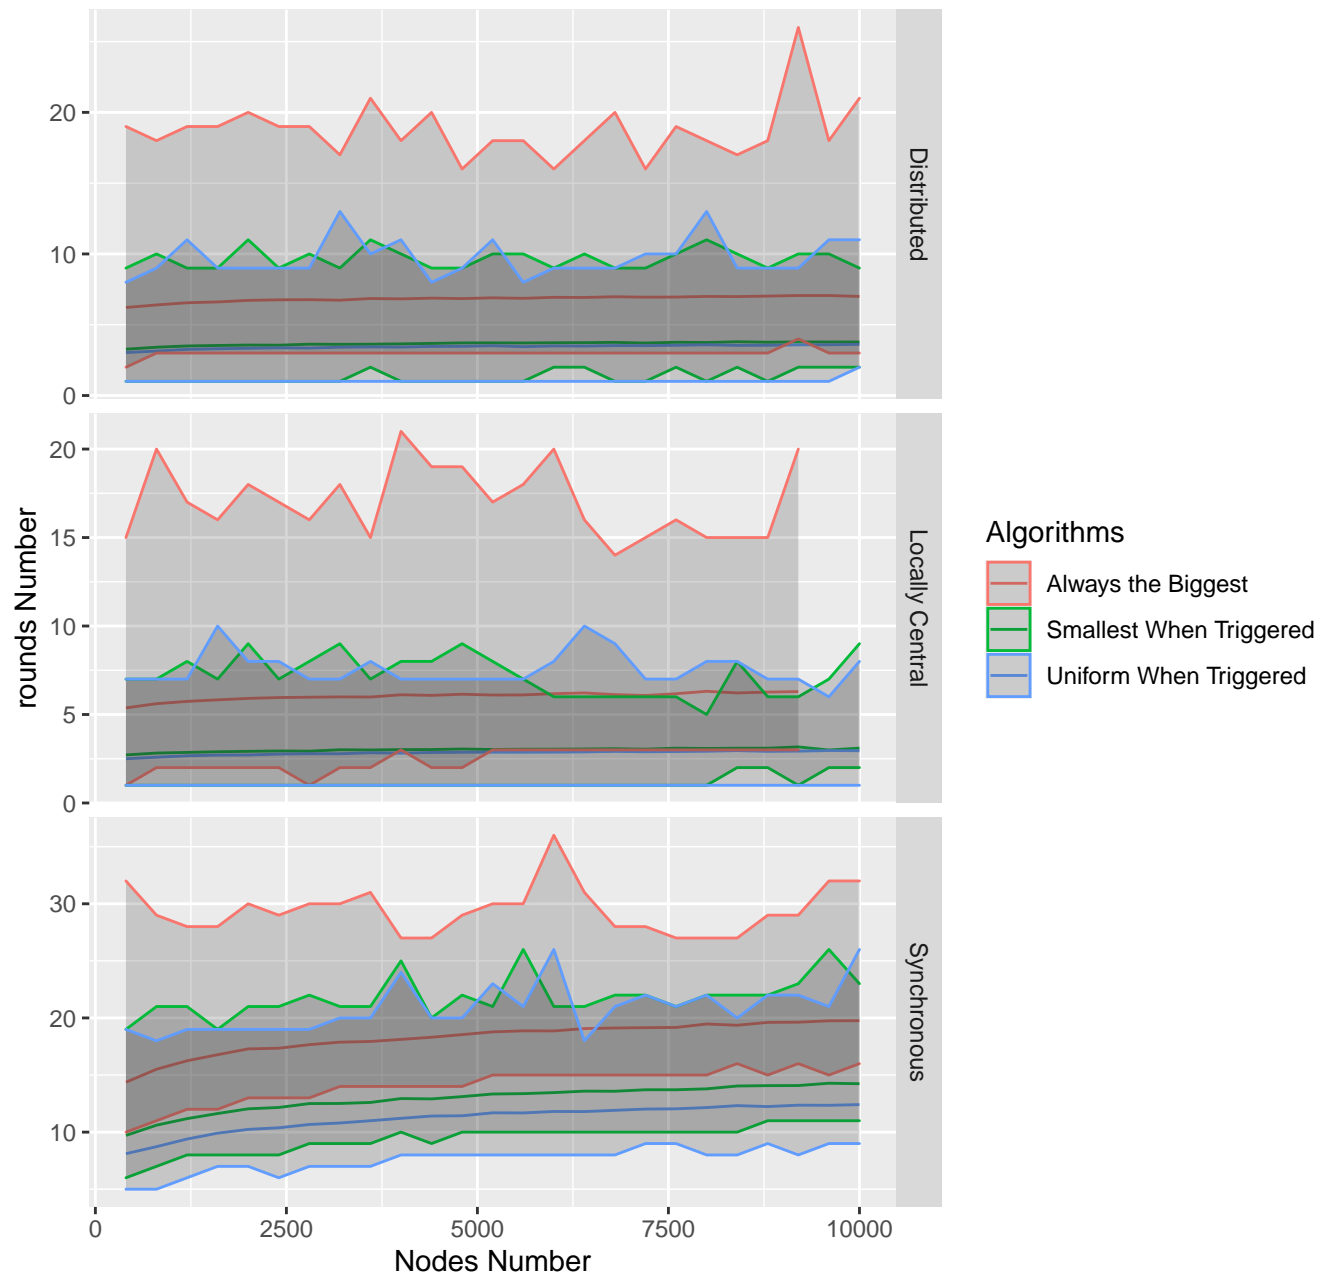 20
10
0
Distributed
20
15
10
5
0
Locally Central
30
20
10
Synchronous
0
2500
5000
7500
10000
Nodes Number
rounds Number
Algorithms
Always the Biggest
Smallest When Triggered
Uniform When Triggered